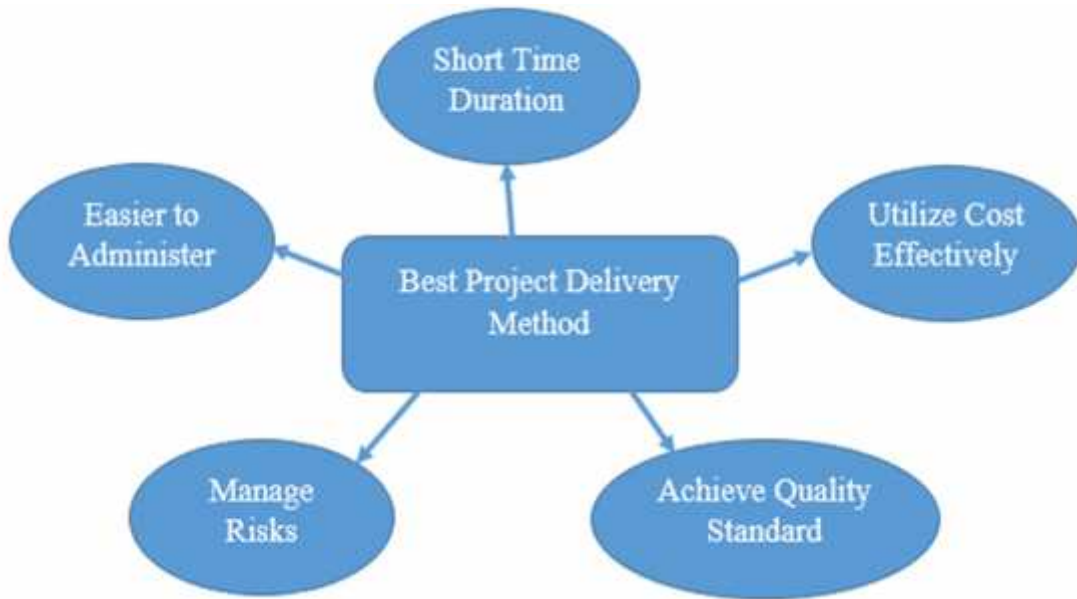 Short Time
Duration
Easier to
Administer
Utilize Cost
Effectively
Best Project Delivery
Method
Manage
Risks
Achieve Quality
Standard